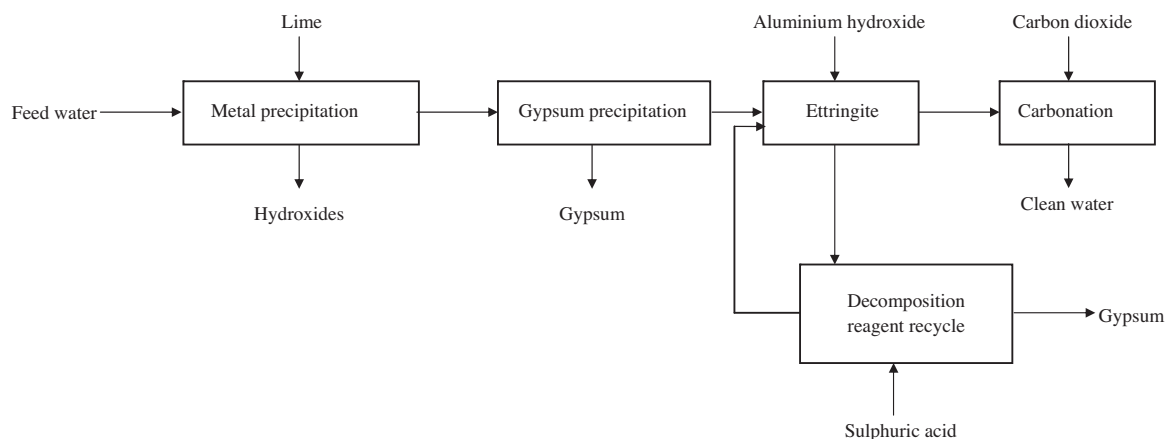 Lime
Aluminium hydroxide
Carbon dioxide
Feed water
Metal precipitation
Gypsum precipitation
Ettringite
Carbonation
Hydroxides
Gypsum
Clean water
Decomposition
reagent recycle
Gypsum
Sulphuric acid